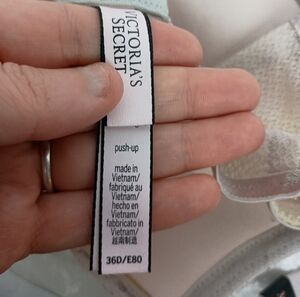 VICTORIA'S
SECRET
push-up
made in
Vietnam/
fabriqué au
Vietnam/
hecho en
Vietnam/
fabbricato in
Vietnam/
越南制造
36D/E80